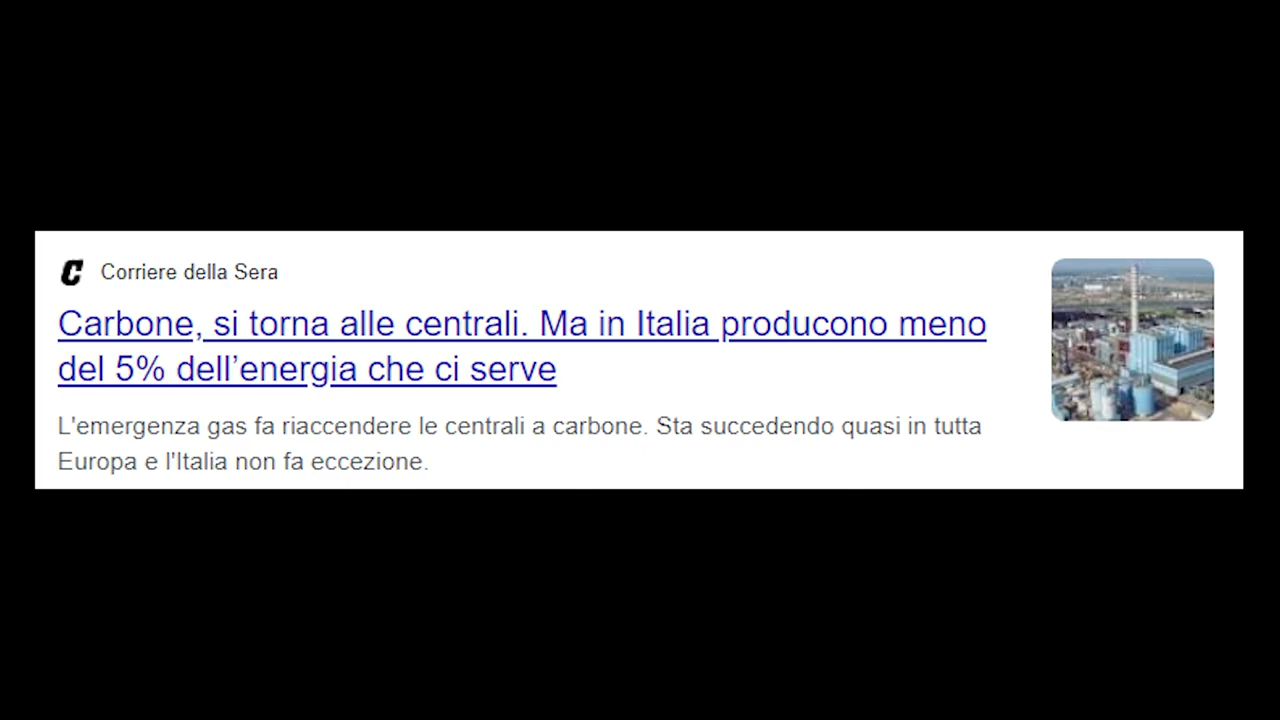 Corriere della Sera
Carbone, si torna alle centrali. Ma in Italia producono meno
del 5% dell’energia che ci serve
L'emergenza gas fa riaccendere le centrali a carbone. Sta succedendo quasi in tutta
Europa e l'Italia non fa eccezione.